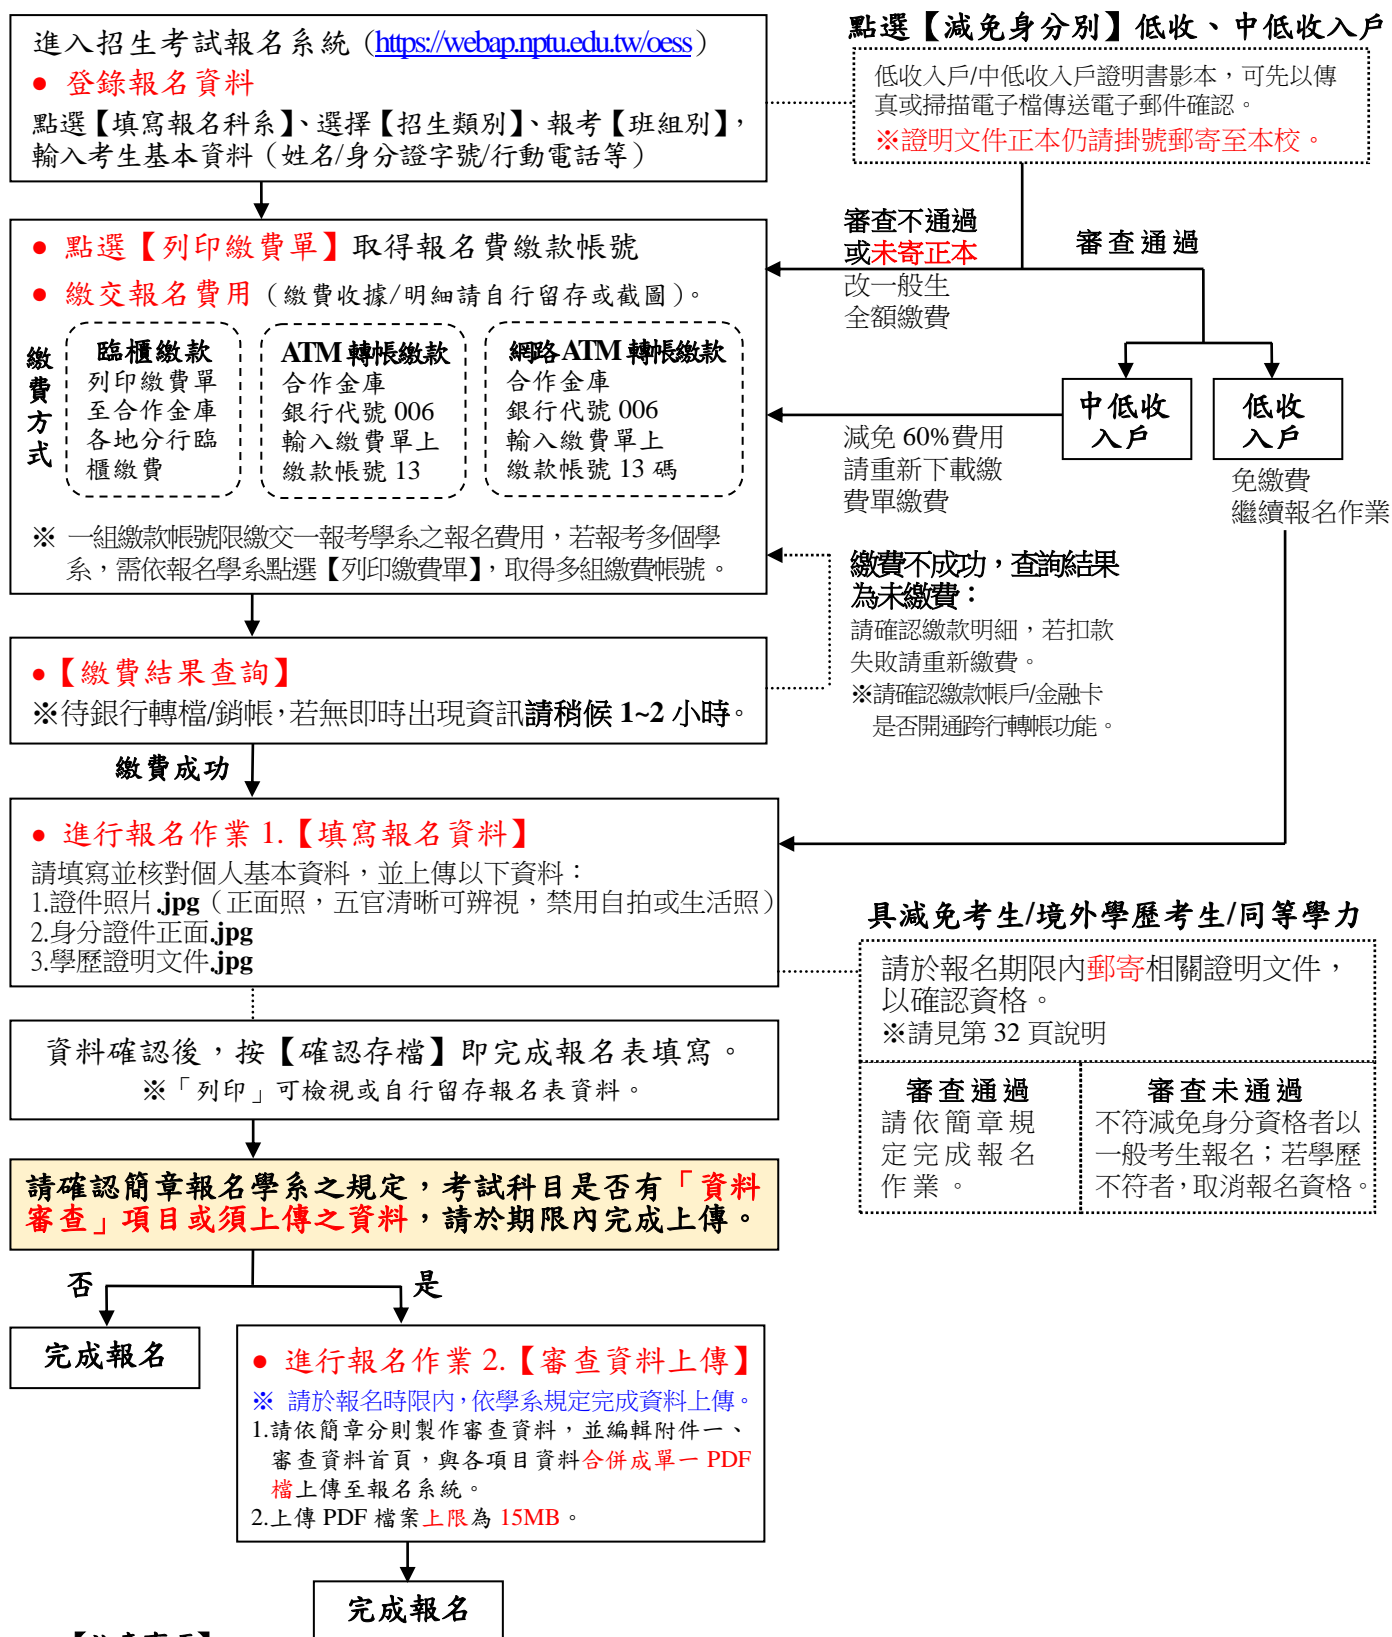 進入招生考試報名系統 (https://webap.nptu.edu.tw/oess)
● 登錄報名資料
點選【填寫報名科系】、選擇【招生類別】、報考【班組別】，
輸入考生基本資料（姓名/身分證字號/行動電話等）
點選【減免身分別】低收、中低收入戶
低收入戶/中低收入戶證明書影本，可先以傳
真或掃描電子檔傳送電子郵件確認。
※證明文件正本仍請掛號郵寄至本校。
審查不通過
或未寄正本
改一般生
全額繳費
審查通過
● 點選【列印繳費單】取得報名費繳款帳號
● 繳交報名費用（繳費收據/明細請自行留存或截圖）。
繳費方式
臨櫃繳款
列印繳費單
至合作金庫
各地分行臨
櫃繳費
ATM 轉帳繳款
合作金庫
銀行代號 006
輸入繳費單上
繳款帳號 13
網路 ATM 轉帳繳款
合作金庫
銀行代號 006
輸入繳費單上
繳款帳號 13 碼
※ 一組繳款帳號限繳交一報考學系之報名費用，若報考多個學
系，需依報名學系點選【列印繳費單】，取得多組繳費帳號。
中低收
入戶
低收
入戶
減免 60%費用
請重新下載繳
費單繳費
免繳費
繼續報名作業
繳費不成功，查詢結果
為未繳費：
請確認繳款明細，若扣款
失敗請重新繳費。
※請確認繳款帳戶/金融卡
是否開通跨行轉帳功能。
●【繳費結果查詢】
※待銀行轉檔/銷帳，若無即時出現資訊請稍候 1~2 小時。
繳費成功
● 進行報名作業 1.【填寫報名資料】
請填寫並核對個人基本資料，並上傳以下資料：
1.證件照片.jpg（正面照，五官清晰可辨視，禁用自拍或生活照）
2.身分證件正面.jpg
3.學歷證明文件.jpg
具減免考生/境外學歷考生/同等學力
請於報名期限內郵寄相關證明文件，
以確認資格。
※請見第 32 頁說明
審查通過
請依簡章規
定完成報名
作業。
審查未通過
不符減免身分資格者以
一般考生報名；若學歷
不符者，取消報名資格。
資料確認後，按【確認存檔】即完成報名表填寫。
※「列印」可檢視或自行留存報名表資料。
請確認簡章報名學系之規定，考試科目是否有「資料
審查」項目或須上傳之資料，請於期限內完成上傳。
否
是
完成報名
● 進行報名作業 2.【審查資料上傳】
※ 請於報名時限內，依學系規定完成資料上傳。
1.請依簡章分則製作審查資料，並編輯附件一、
審查資料首頁，與各項目資料合併成單一 PDF
檔上傳至報名系統。
2.上傳 PDF 檔案上限為 15MB。
完成報名